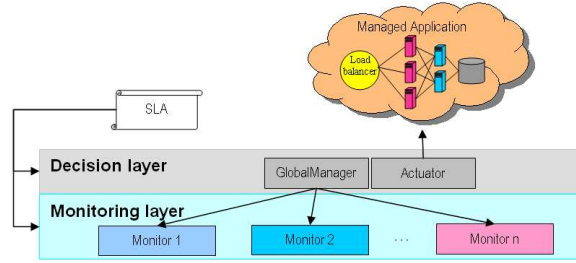 Managed Application
Load
balancer
SLA
Decision layer
GlobalManager
Actuator
Monitoring layer
Monitor 1
Monitor 2
...
Monitor n